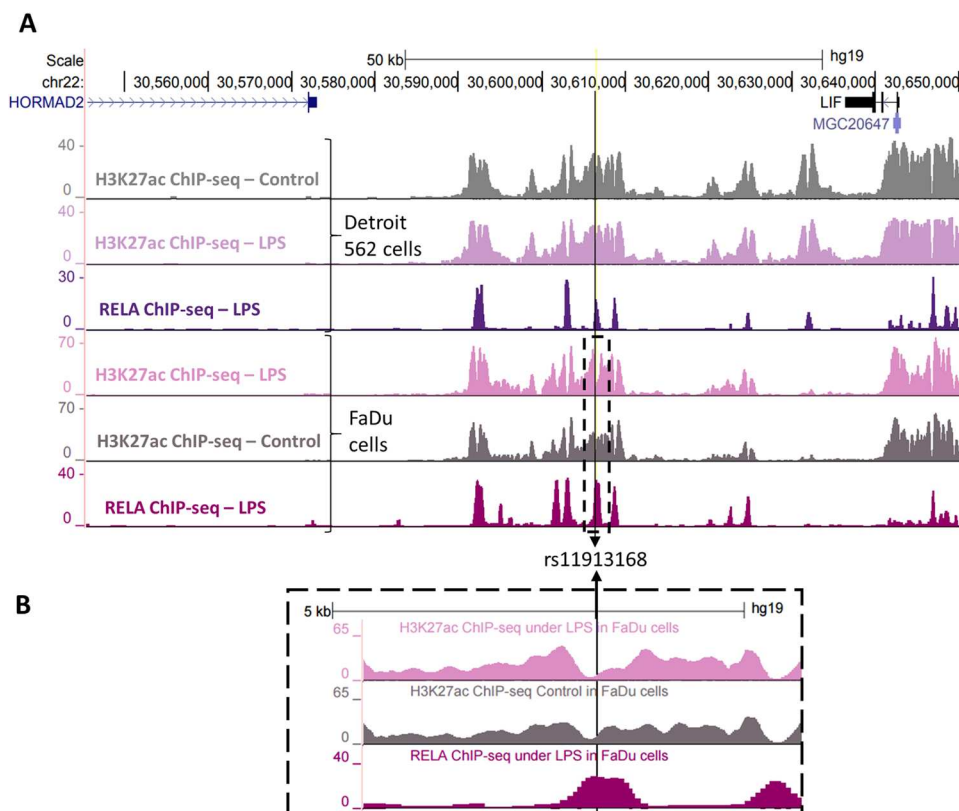 A
Scale
50 kb
hg19
chr22:
30,560,000
30,570,000
30,580,000
30,590,000
30,600,000
30,610,000
30,620,000
30,630,000
30,640,000
30,650,000
HORMAD2
LIF
MGC20647
40
0
H3K27ac ChIP-seq – Control
40
0
H3K27ac ChIP-seq – LPS
Detroit
562 cells
30
0
RELA ChIP-seq – LPS
70
0
H3K27ac ChIP-seq – LPS
70
0
H3K27ac ChIP-seq – Control
FaDu
cells
40
0
RELA ChIP-seq – LPS
rs11913168
B
5 kb
hg19
65
0
H3K27ac ChIP-seq under LPS in FaDu cells
65
0
H3K27ac ChIP-seq Control in FaDu cells
40
0
RELA ChIP-seq under LPS in FaDu cells